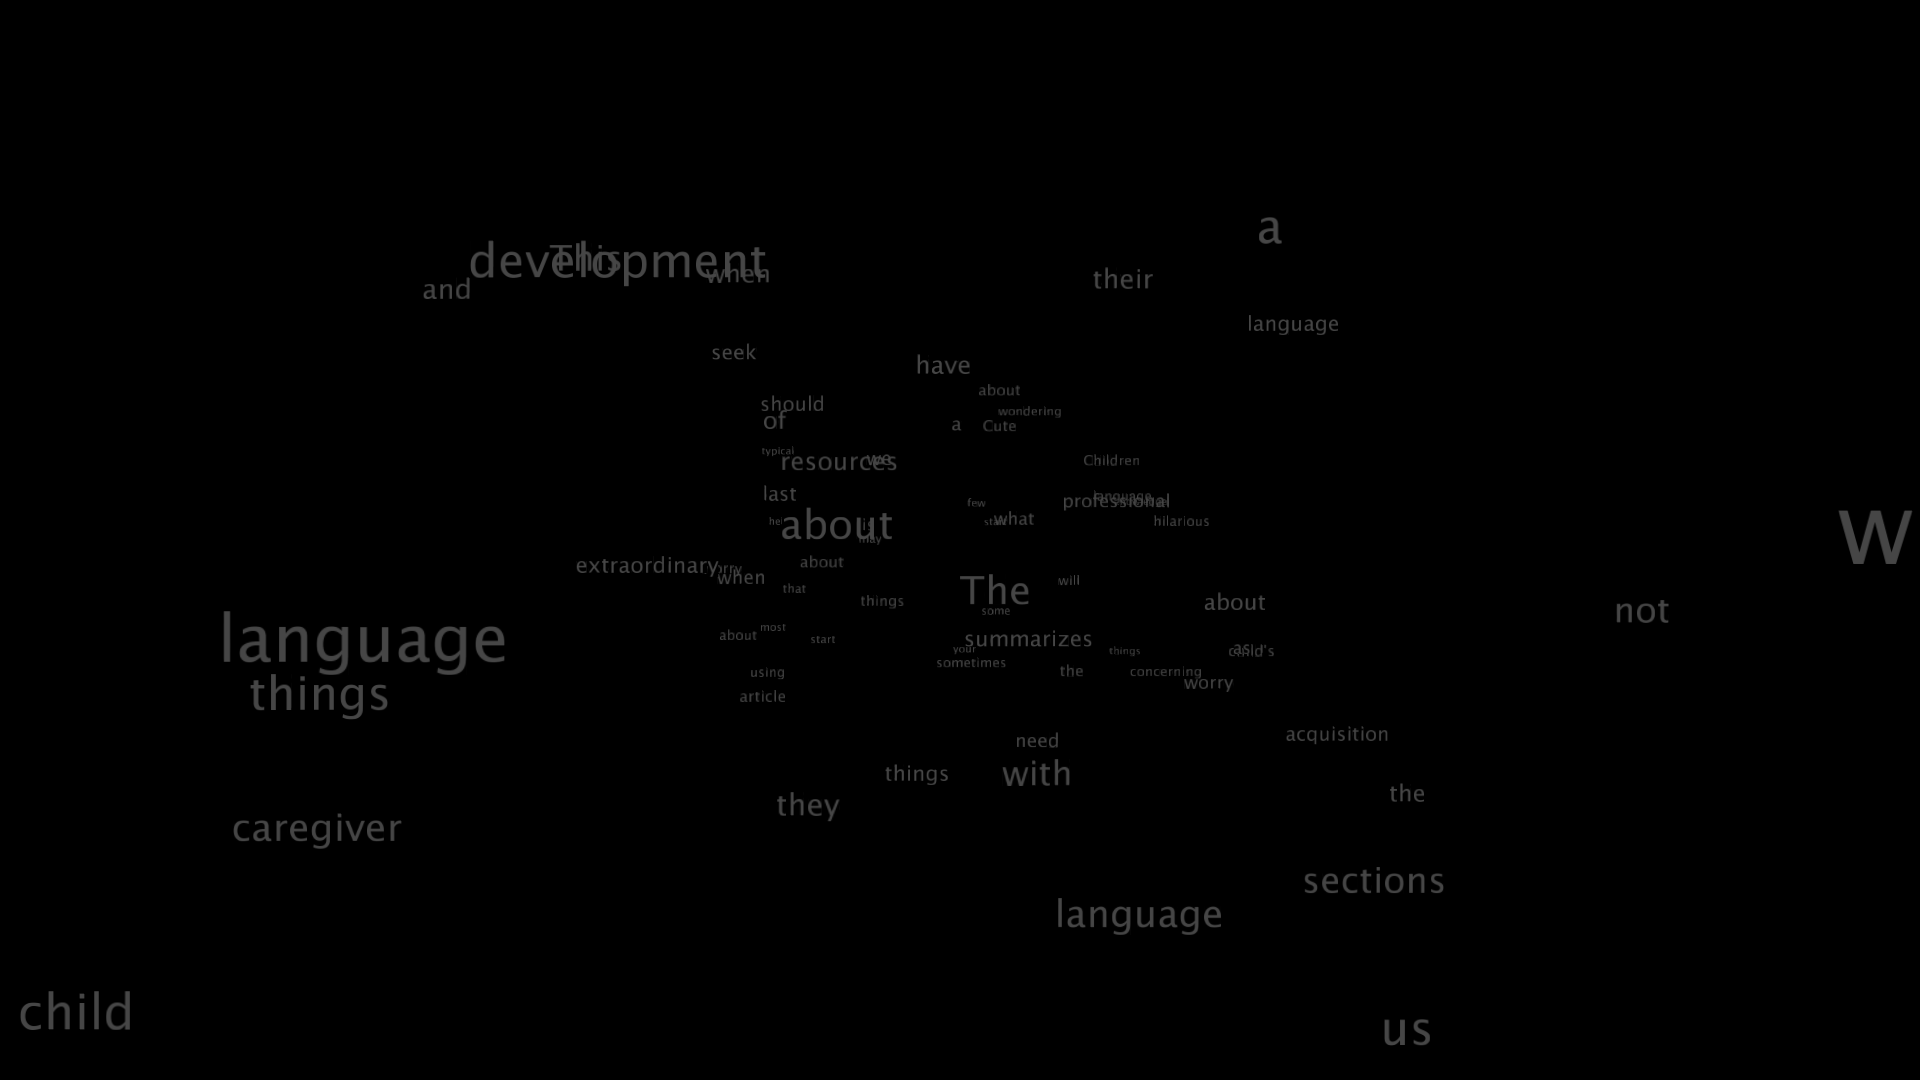 a
development
This
when
and
their
language
seek
have
about
should
wondering
of
a
Cute
typical
resources
we
Children
last
language
professional
few
what
hilarious
about
is
may
extraordinary
when
about
that
will
things
The
some
about
not
language
about
most
start
summarizes
your
things
child's
as
sometimes
the
concerning
using
worry
things
article
acquisition
need
things
with
the
they
caregiver
sections
language
child
us